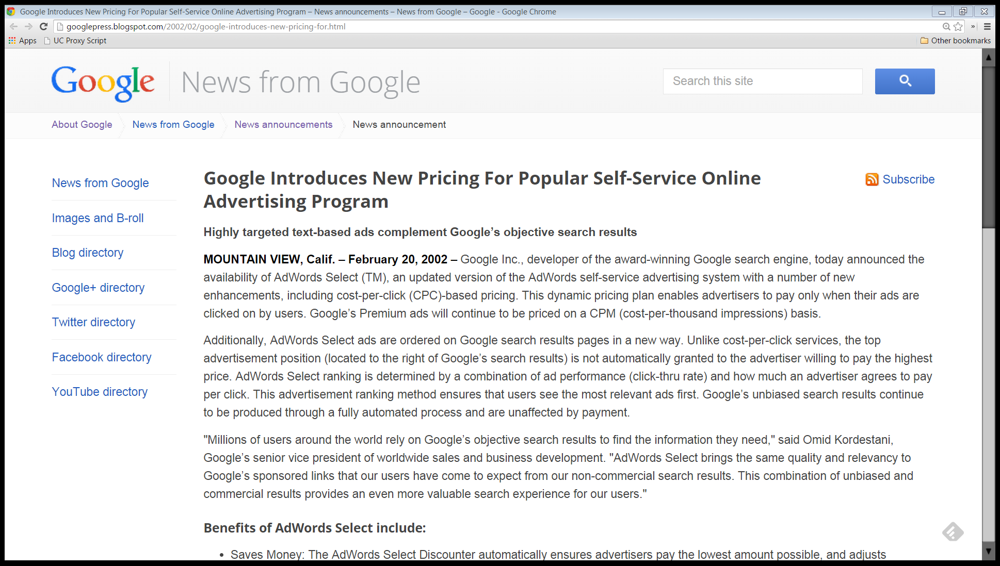 Google Introduces New Pricing For Popular Self-Service Online Advertising Program – News announcements – News from Google – Google - Google Chrome
googlepress.blogspot.com/2002/02/google-introduces-new-pricing-for.html
»
Apps
UC Proxy Script
Other bookmarks
Google
News from Google
Search this site
About Google
News from Google
News announcements
News announcement
News from Google
Images and B-roll
Blog directory
Google+ directory
Twitter directory
Facebook directory
YouTube directory
Google Introduces New Pricing For Popular Self-Service Online
Advertising Program
Subscribe
Highly targeted text-based ads complement Google’s objective search results
MOUNTAIN VIEW, Calif. – February 20, 2002 – Google Inc., developer of the award-winning Google search engine, today announced the
availability of AdWords Select (TM), an updated version of the AdWords self-service advertising system with a number of new
enhancements, including cost-per-click (CPC)-based pricing. This dynamic pricing plan enables advertisers to pay only when their ads are
clicked on by users. Google’s Premium ads will continue to be priced on a CPM (cost-per-thousand impressions) basis.
Additionally, AdWords Select ads are ordered on Google search results pages in a new way. Unlike cost-per-click services, the top
advertisement position (located to the right of Google’s search results) is not automatically granted to the advertiser willing to pay the highest
price. AdWords Select ranking is determined by a combination of ad performance (click-thru rate) and how much an advertiser agrees to pay
per click. This advertisement ranking method ensures that users see the most relevant ads first. Google’s unbiased search results continue
to be produced through a fully automated process and are unaffected by payment.
"Millions of users around the world rely on Google’s objective search results to find the information they need," said Omid Kordestani,
Google’s senior vice president of worldwide sales and business development. "AdWords Select brings the same quality and relevancy to
Google’s sponsored links that our users have come to expect from our non-commercial search results. This combination of unbiased and
commercial results provides an even more valuable search experience for our users."
Benefits of AdWords Select include:
• Saves Money: The AdWords Select Discounter automatically ensures advertisers pay the lowest amount possible, and adjusts